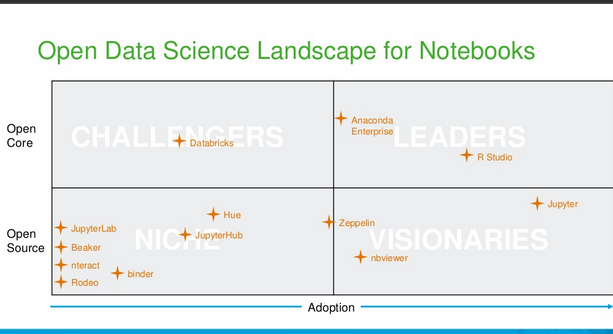 Open Data Science Landscape for Notebooks
Open
Core
CHALLENGERS
Databricks
Anaconda
Enterprise
LEADERS
R Studio
Open
Source
JupyterLab
Beaker
nteract
Rodeo
binder
Hue
JupyterHub
NICHE
Zeppelin
Jupyter
VISIONARIES
nbviewer
Adoption